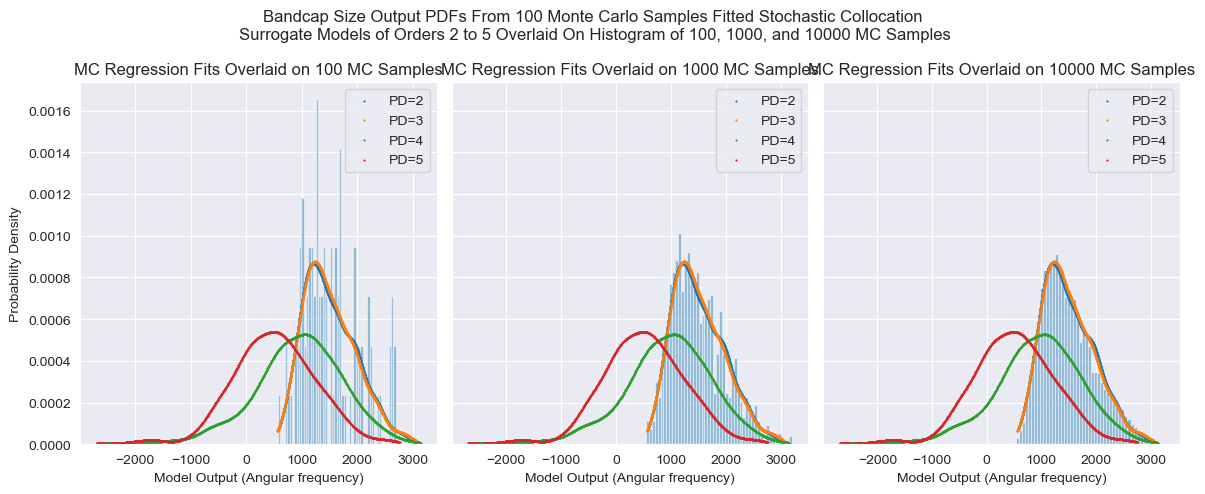 Bandcap Size Output PDFs From 100 Monte Carlo Samples Fitted Stochastic Collocation
Surrogate Models of Orders 2 to 5 Overlaid On Histogram of 100, 1000, and 10000 MC Samples
MC Regression Fits Overlaid on 100 MC Samples
MC Regression Fits Overlaid on 1000 MC Samples
MC Regression Fits Overlaid on 10000 MC Samples
Probability Density
0.0016
0.0014
0.0012
0.0010
0.0008
0.0006
0.0004
0.0002
0.0000
PD=2
PD=3
PD=4
PD=5
−2000 −1000 0 1000 2000 3000
Model Output (Angular frequency)
PD=2
PD=3
PD=4
PD=5
−2000 −1000 0 1000 2000 3000
Model Output (Angular frequency)
PD=2
PD=3
PD=4
PD=5
−2000 −1000 0 1000 2000 3000
Model Output (Angular frequency)